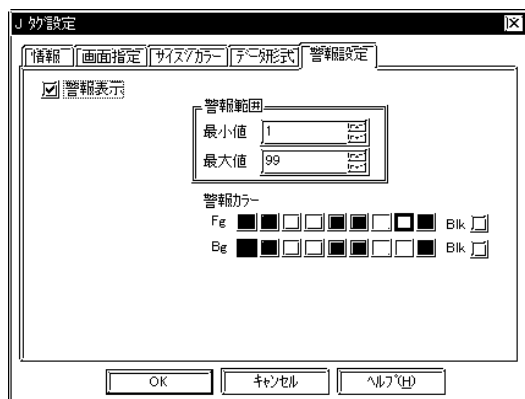 J ﾀｸﾞ設定
情報 画面指定 ｻｲｽﾞ/ｶﾗｰ ﾃﾞｰﾀ形式 警報設定
警報表示
警報範囲
最小値 1
最大値 99
警報ｶﾗｰ
Fg Blk
Bg Blk
OK ｷｬﾝｾﾙ ﾍﾙﾌﾟ(H)